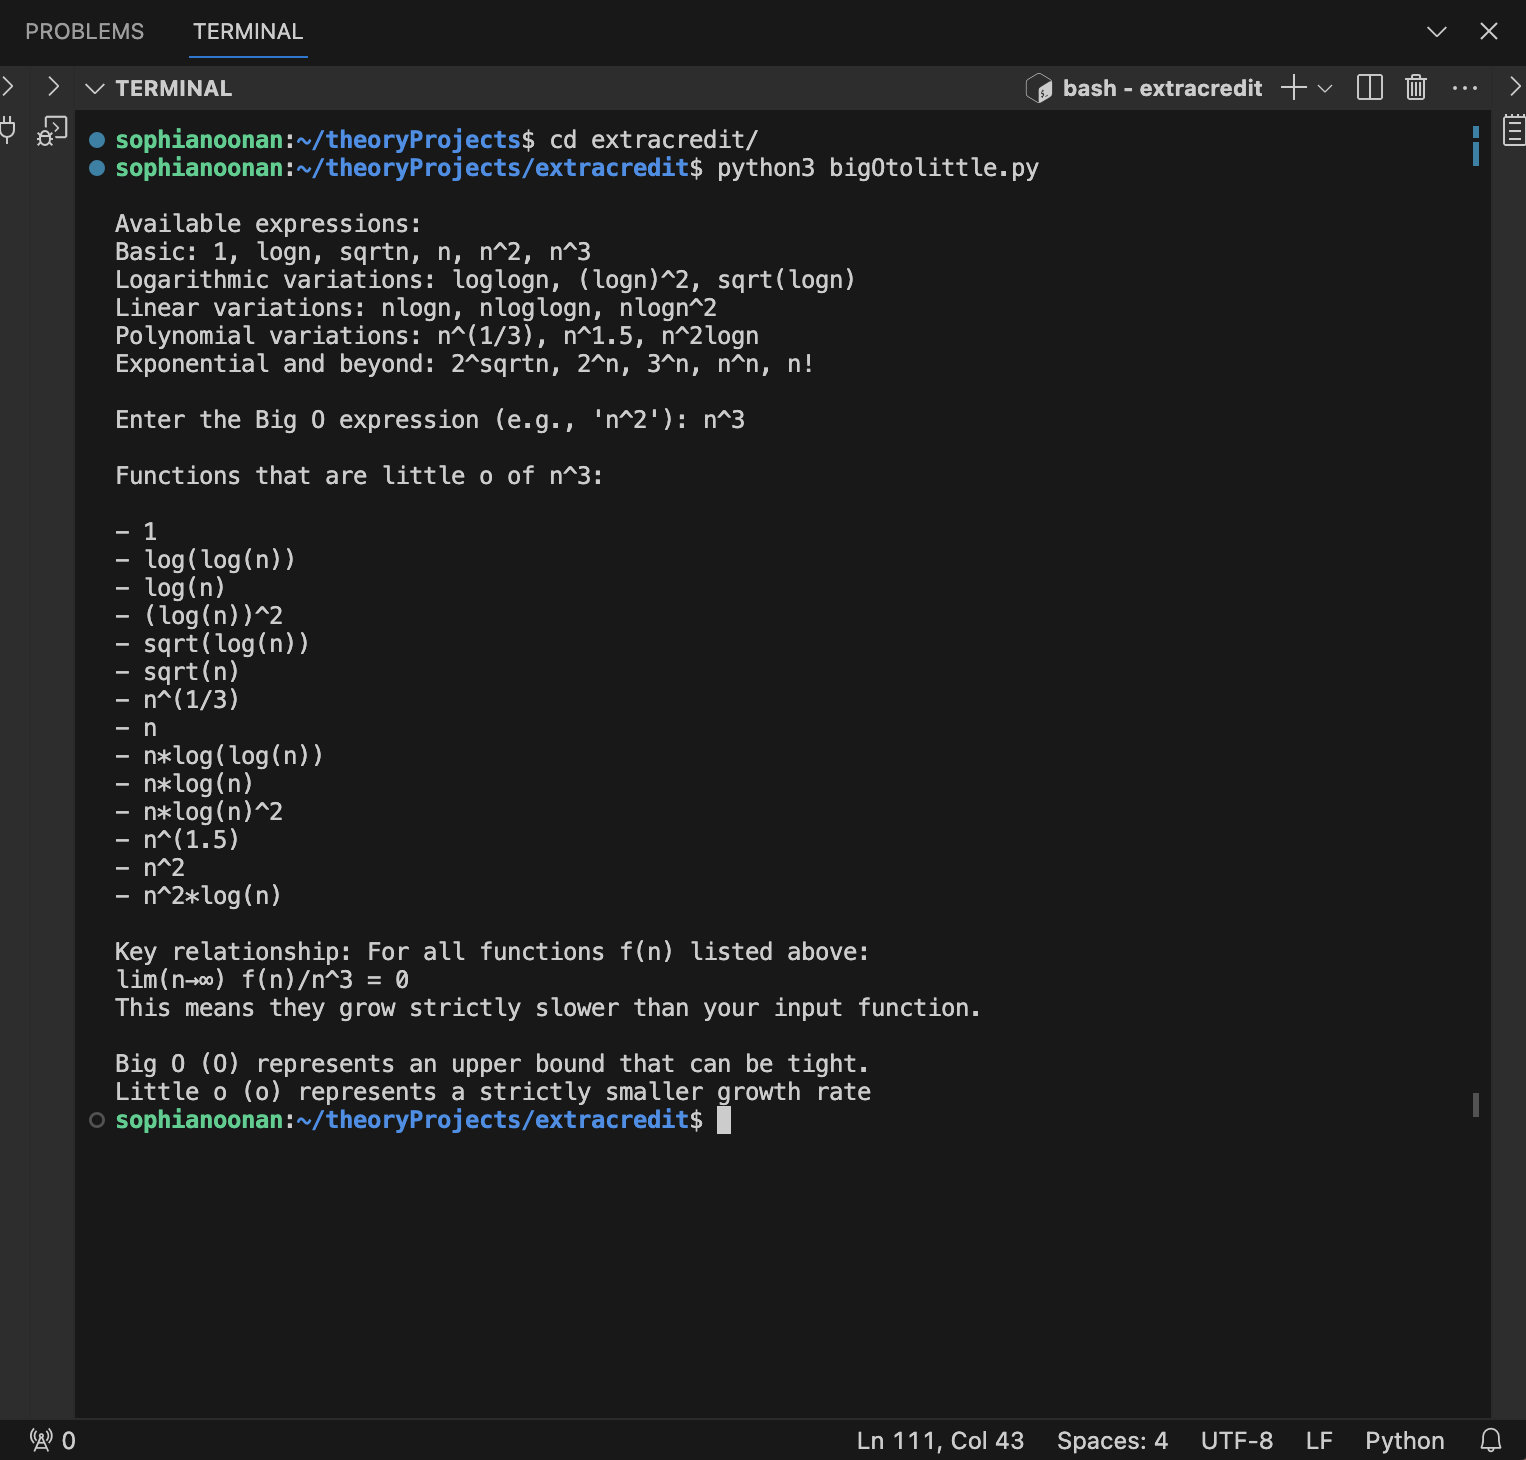 PROBLEMS TERMINAL
TERMINAL bash - extracredit
sophianoonan:~/theoryProjects$ cd extracredit/
sophianoonan:~/theoryProjects/extracredit$ python3 bigOtolittle.py
Available expressions:
Basic: 1, logn, sqrtn, n, n^2, n^3
Logarithmic variations: loglogn, (logn)^2, sqrt(logn)
Linear variations: nlogn, nloglogn, nlogn^2
Polynomial variations: n^(1/3), n^1.5, n^2logn
Exponential and beyond: 2^sqrtn, 2^n, 3^n, n^n, n!
Enter the Big O expression (e.g., 'n^2'): n^3
Functions that are little o of n^3:
- 1
- log(log(n))
- log(n)
- (log(n))^2
- sqrt(log(n))
- sqrt(n)
- n^(1/3)
- n
- n*log(log(n))
- n*log(n)
- n*log(n)^2
- n^(1.5)
- n^2
- n^2*log(n)
Key relationship: For all functions f(n) listed above:
lim(n→∞) f(n)/n^3 = 0
This means they grow strictly slower than your input function.
Big O (O) represents an upper bound that can be tight.
Little o (o) represents a strictly smaller growth rate
sophianoonan:~/theoryProjects/extracredit$
0 Ln 111, Col 43 Spaces: 4 UTF-8 LF Python